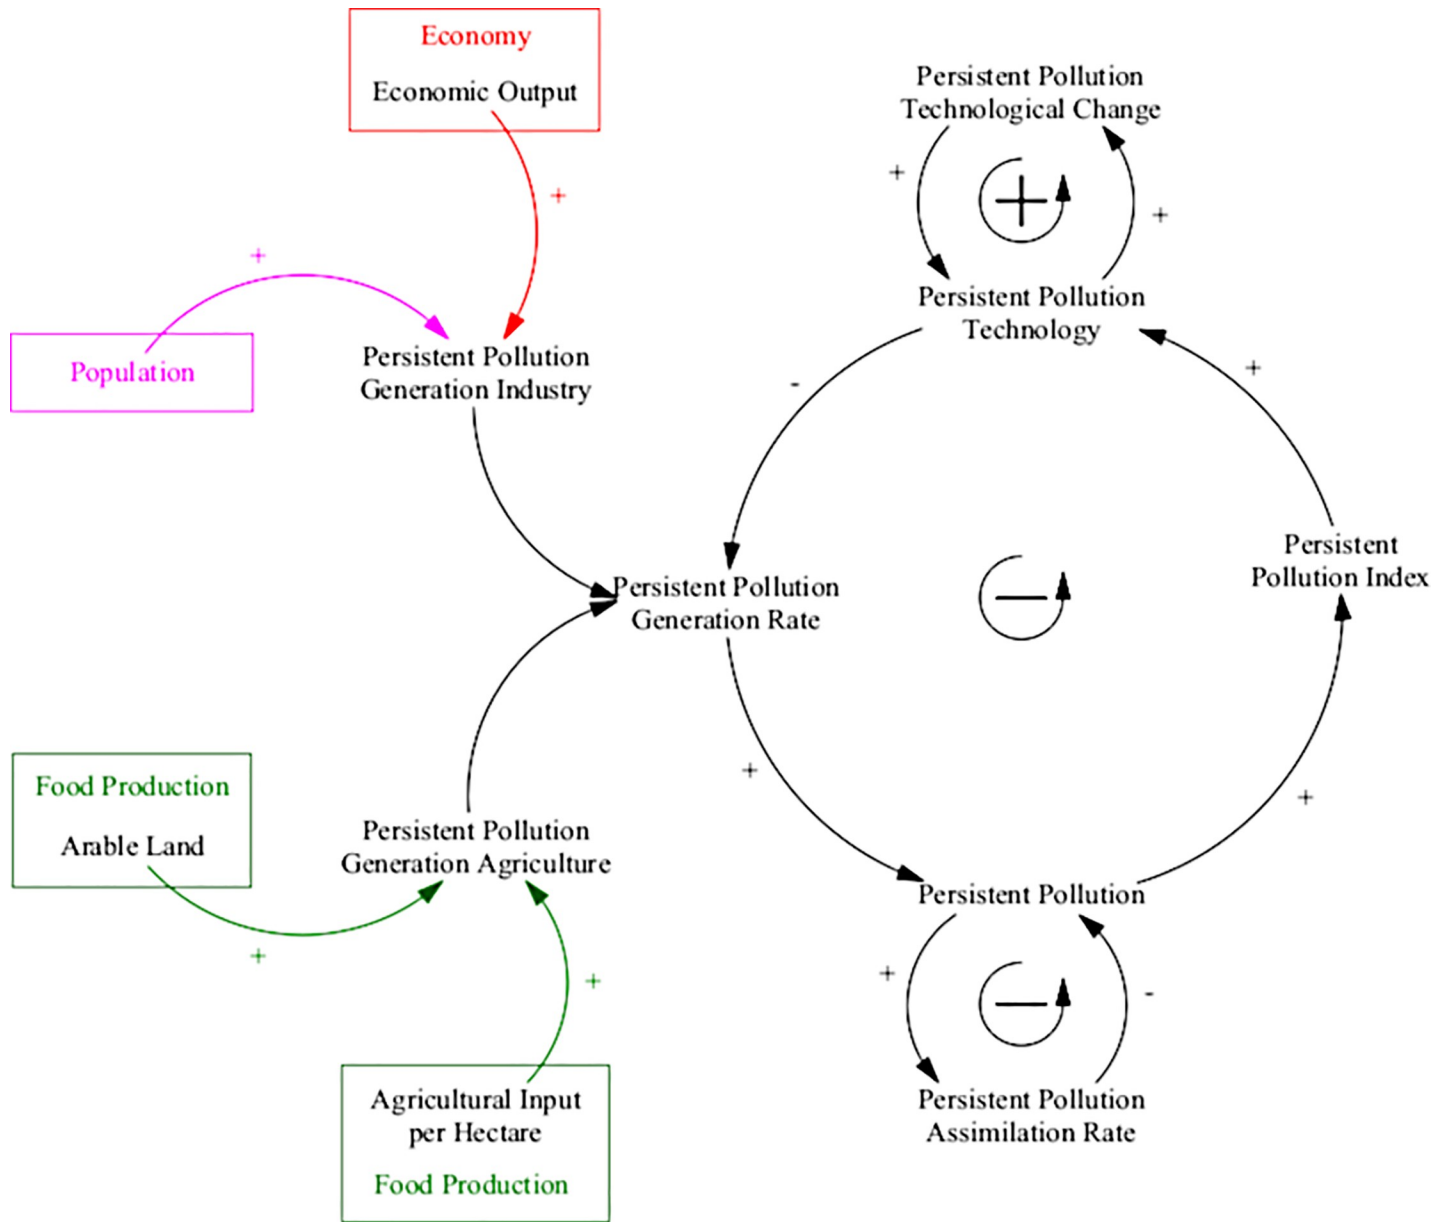 Economy
Economic Output
+
Population
+
Persistent Pollution
Generation Industry
Persistent Pollution
Technological Change
+
+
+
Persistent Pollution
Technology
-
+
Persistent Pollution
Generation Rate
Persistent
Pollution Index
+
+
Food Production
Arable Land
+
Persistent Pollution
Generation Agriculture
+
Agricultural Input
per Hectare
Food Production
Persistent Pollution
+
-
Persistent Pollution
Assimilation Rate